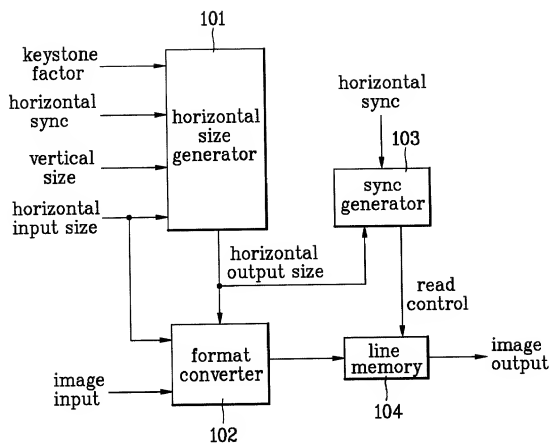 101
keystone
factor
horizontal
sync
vertical
size
horizontal
input size
horizontal
size
generator
horizontal
sync
103
sync
generator
horizontal
output size
read
control
format
converter
102
image
input
line
memory
104
image
output